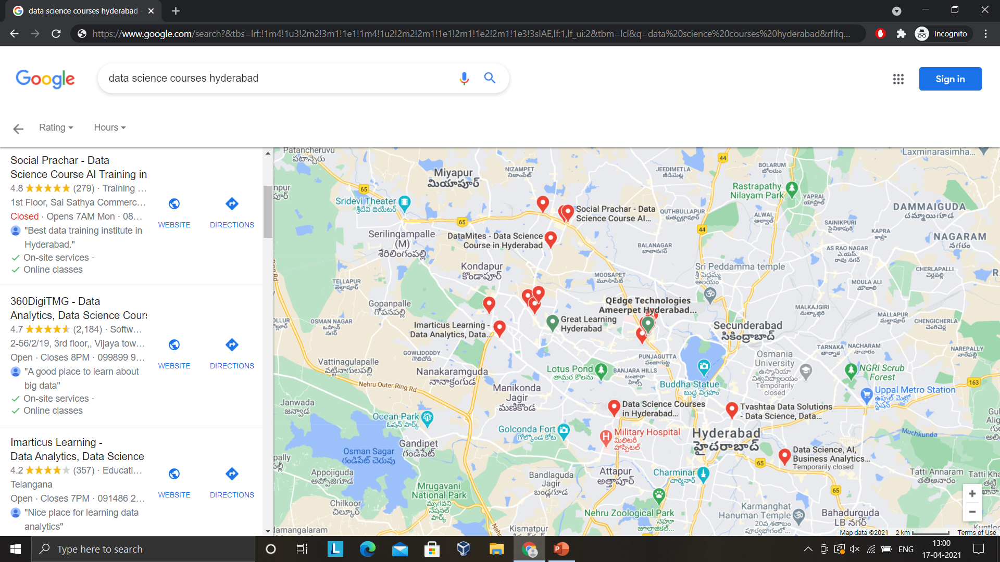 data science courses hyderabad
https://www.google.com/search?&tbs=lrf:!1m4!1u3!2m2!3m1!1e1!1m4!1u2!2m2!2m1!1e1!2m1!1e2!2m1!1e3!3sIAE,lf:1,lf_ui:2&tbm=lcl&q=data%20science%20courses%20hyderabad&rflfq...
Incognito
Google
data science courses hyderabad
Sign in
Rating
Hours
Social Prachar - Data
Science Course AI Training in
4.8 (279) · Training ...
1st Floor, Sai Sathya Commerc...
Closed · Opens 7AM Mon · 08...
"Best data training institute in
Hyderabad."
On-site services ·
Online classes
WEBSITE
DIRECTIONS
360DigiTMG - Data
Analytics, Data Science Cour
4.7 (2,184) · Softw...
2-56/2/19, 3rd floor,, Vijaya tow...
Open · Closes 8PM · 099899 9...
"A good place to learn about
big data"
On-site services ·
Online classes
WEBSITE
DIRECTIONS
Imarticus Learning -
Data Analytics, Data Science
4.2 (357) · Educati...
Telangana
Open · Closes 7PM · 091486 2...
"Nice place for learning data
analytics"
WEBSITE
DIRECTIONS
Patancheruvu
పటాన్చెరు
Miyapur
మియాపూర్
NIZAMPET
నిజాంపేట్
JEEDIMETLA
జీడిమెట్ల
44
BOLARUM
బోలారుం
Laxminarasimha...
65
Sridevi Theater
శ్రీదేవి థియేటర్
Rastrapathy
Nilayam Park
YAPRAL
యాప్రాల్
DAMMAIGUDA
దమ్మాయిగూడ
Social Prachar - Data
Science Course AI...
QUTHBULLAPUR
కుత్బుల్లాపూర్
ALWAL
అల్వాల్
65
44
SAINIKPURI
సైనికాపురి
KAPRA
కాప్రా
NAGARAM
నగరం
Serilingampalle
(M)
శేరిలింగంపల్లి
DataMites - Data Science
Course in Hyderabad
BALANAGAR
బాలానగర్
AS RAO NAGAR
ఎ.యస్.
రావు నగర్
Kondapur
కొండాపూర్
MOOSAPET
మూసాపేట్
Sri Peddamma temple
శ్రీ పెద్దమ్మ
ఆలయం
CHERLAPALLI
చెర్లపల్లి
TELLAPUR
తెల్లాపూర్
MOULA ALI
మౌలాలి
Gopanpalle
గోపనపల్లి
QEdge Technologies
Ameerpet Hyderabad...
MALKAJGIRI
మల్కాజ్గిరి
OSMAN NAGAR
ఒస్మాన్
నగర్
Imarticus Learning -
Data Analytics, Data...
Great Learning
Hyderabad
Secunderabad
సికింద్రాబాద్
MALLAPUR
మల్లాపూర్
CHENGICHERLA
చెంగిచెర్ల
GOWLIDODDY
గౌలిదోడి
TARNAKA
తార్నాక
NACHARAM
నాచారం
NAREPALLY
నారేపల్లి
Vattinagulapalle
వట్టినాగులపల్లి
PUNJAGUTTA
పంజాగుట్ట
Osmania
University
ఉస్మానియా
విశ్వవిద్యాలయం
Temporarily
closed
Nanakaramguda
నానాక్రంగుడ
Lotus Pond
తామర కొలను
BANJARA HILLS
బంజారా
హిల్స్
NGRI Scrub
Forest
Nehru Outer Ring Rd
Buddha Statue
బుద్ధ విగ్రహం
163
Manikonda
Jagir
మణికొండ
Uppal Metro Station
ఉప్పల్ మెట్రో
స్టేషన్
Janwada
జన్వాడ
Data Science Courses
in Hyderabad...
Tvashtaa Data Solutions
- Data Science, Data...
Ocean Park
ఓషన్ పార్క్
Golconda Fort
గోల్కొండ కోట
Military Hospital
మిలిటరీ
హాస్పిటల్
Hyderabad
హైదరాబాద్
Muchkunda
Gandipet
గండిపేట్
Osman Sagar
గండిపేట్ చెరువు
Data Science, AI,
Business Analytics...
Temporarily closed
65
Appojiguda
అప్పోజిగూడ
Bandlaguda
Jagir
బండ్లగూడ
Attapur
అత్తాపూర్
Charminar
చార్మినార్
Tatti Annaram
తతిఅనారం
Mrugavani
National Park
మృగవని
నేషనల్
పార్క్
65
Chilkoor
చిల్కూర్
Nehru Zoological Park
నెహ్రూ
జూలాజికల్...
Karmanghat
Hanuman Temple
20వ శతాబ్దం
పూర్వభాగంలో...
Bahadurguda
LB నగర్
Kismatpur
damangalaram
Map data ©2021
2 km
Terms of Use
Type here to search
ENG
13:00
17-04-2021